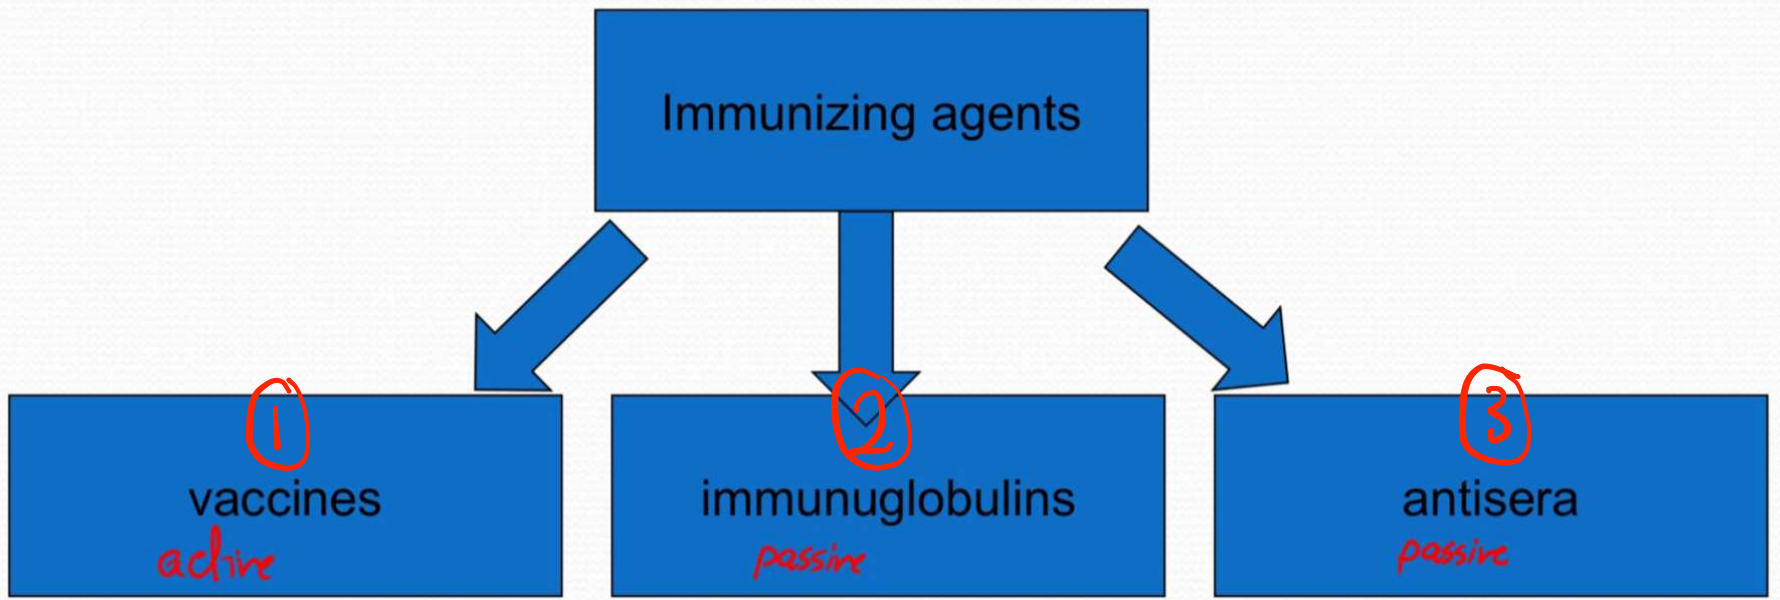 Immunizing agents
1
vaccines
active
2
immunuglobulins
passive
3
antisera
passive